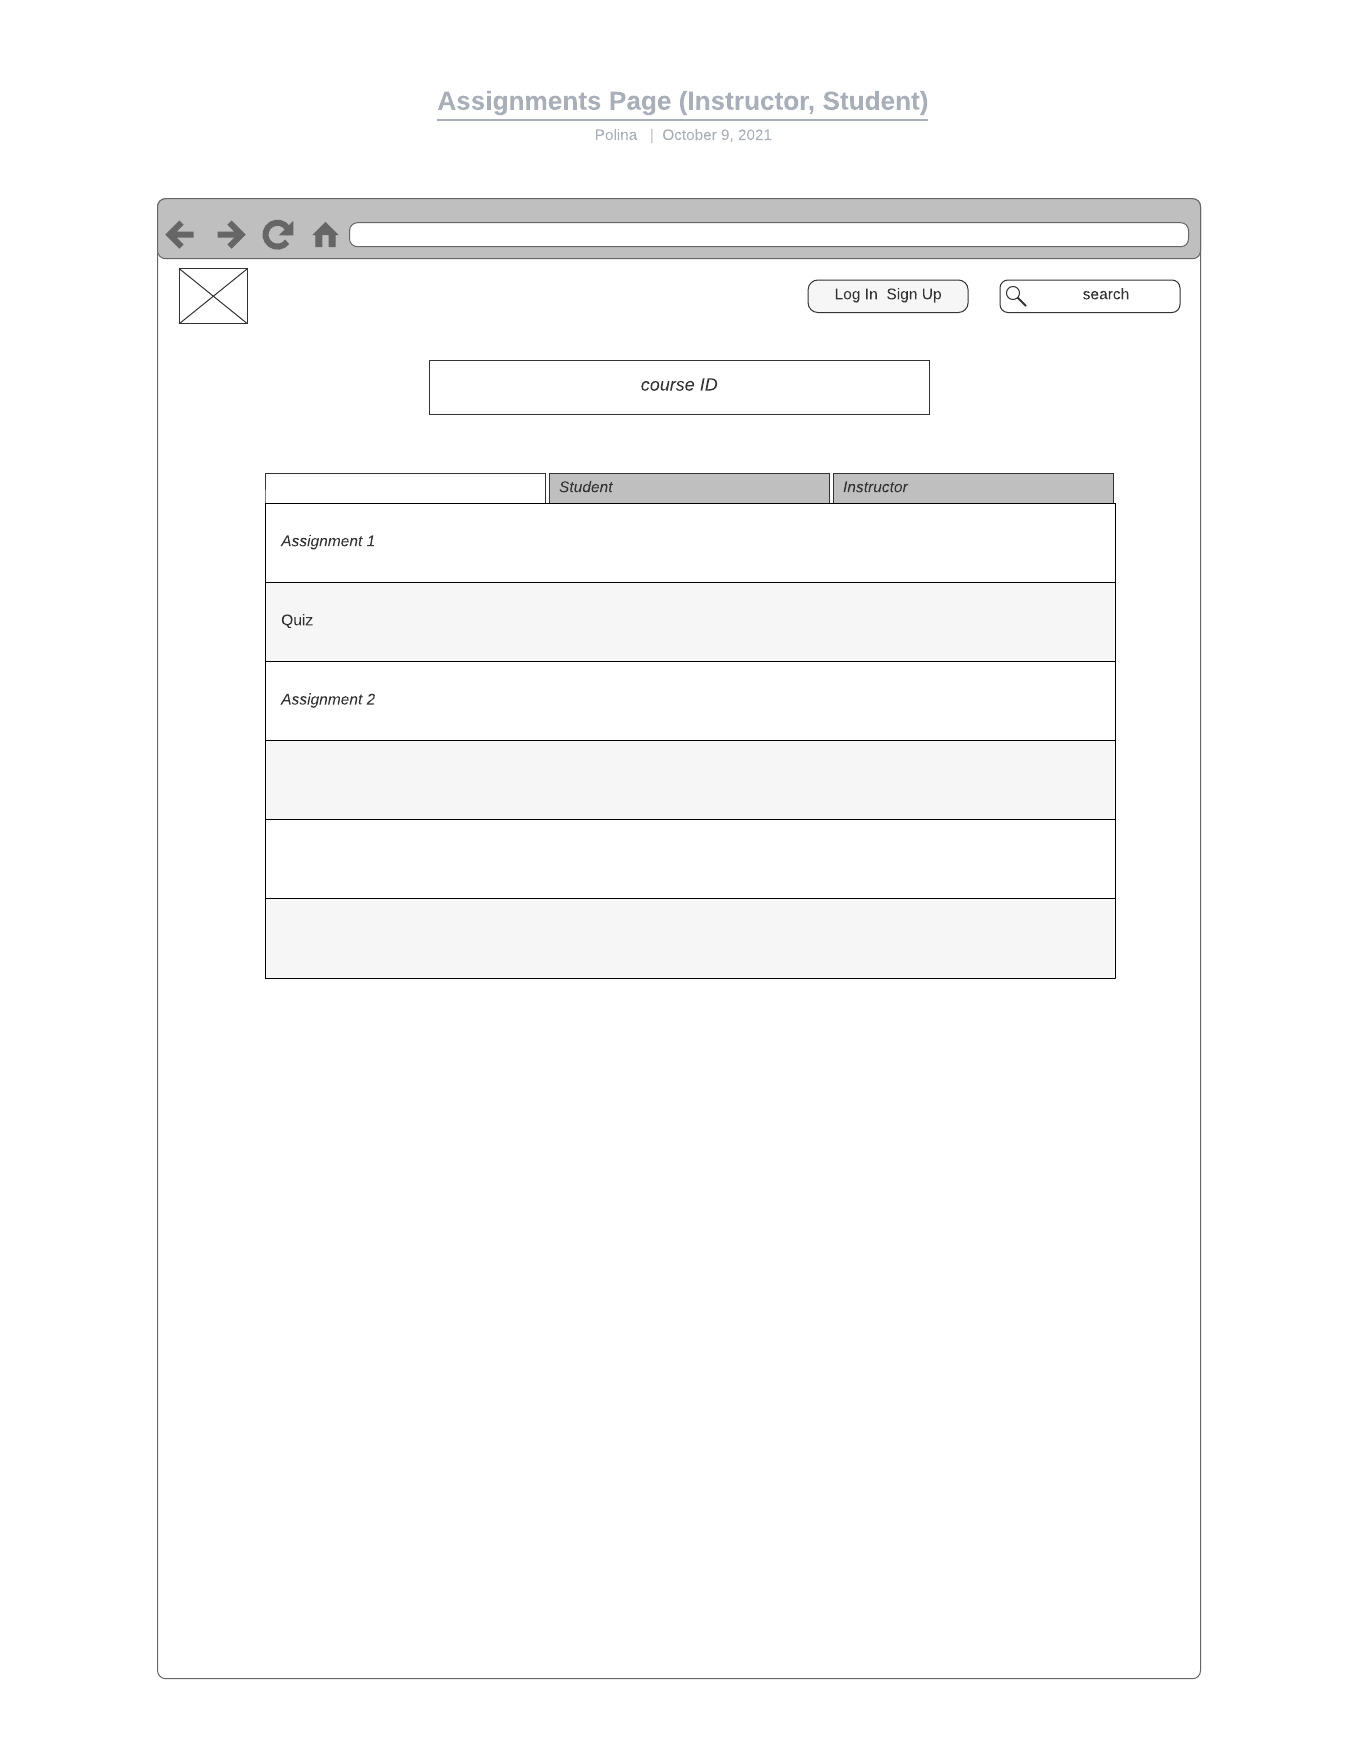 Assignments Page (Instructor, Student)
Polina | October 9, 2021
Log In Sign Up
search
course ID
Student
Instructor
Assignment 1
Quiz
Assignment 2